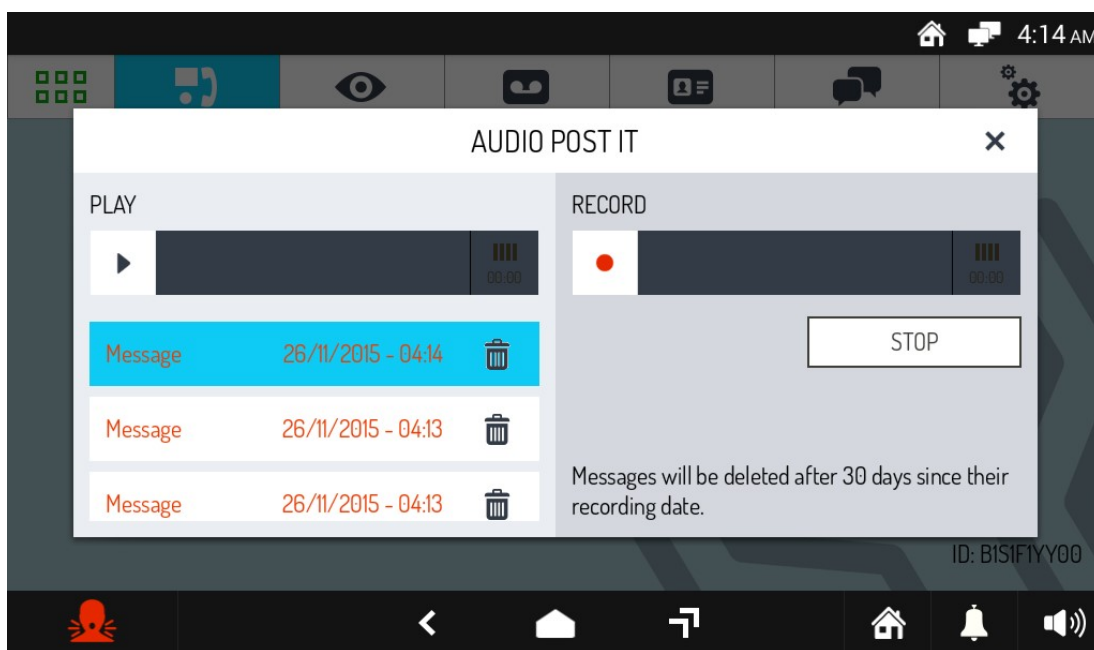 4:14 AM
AUDIO POST IT
PLAY
RECORD
00:00
00:00
Message 26/11/2015 - 04:14
STOP
Message 26/11/2015 - 04:13
Message 26/11/2015 - 04:13
Messages will be deleted after 30 days since their
recording date.
ID: B1S1F1YY00